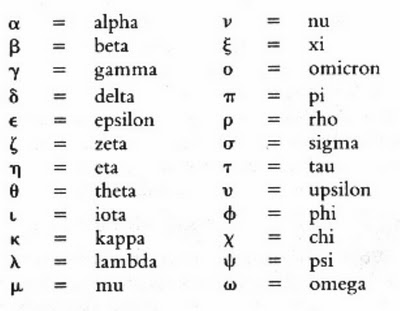 α = alpha ν = nu
β = beta ξ = xi
γ = gamma ο = omicron
δ = delta π = pi
ϵ = epsilon ρ = rho
ζ = zeta σ = sigma
η = eta τ = tau
θ = theta υ = upsilon
ι = iota ϕ = phi
κ = kappa χ = chi
λ = lambda ψ = psi
μ = mu ω = omega